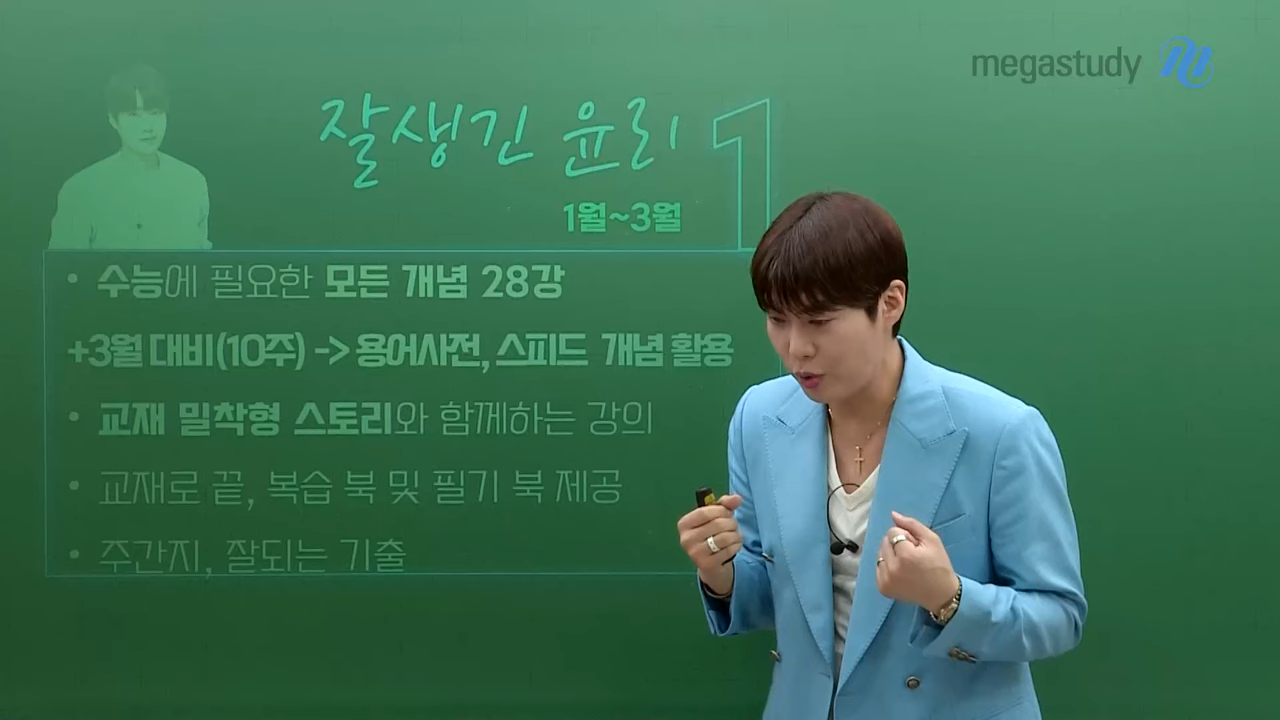 megastudy
잘생긴 윤리 1
1월~3월
• 수능에 필요한 모든 개념 28강
+3월 대비(10주) -> 용어사전, 스피드 개념 활용
• 교재 밀착형 스토리와 함께하는 강의
• 교재로 끝, 복습 북 및 필기 북 제공
• 주간지, 잘되는 기출